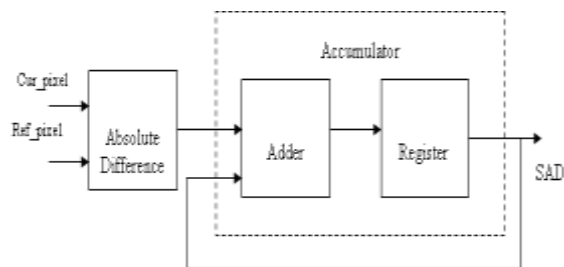 Accumulator
Cur_pixel
Ref_pixel
Absolute
Difference
Adder
Register
SAD